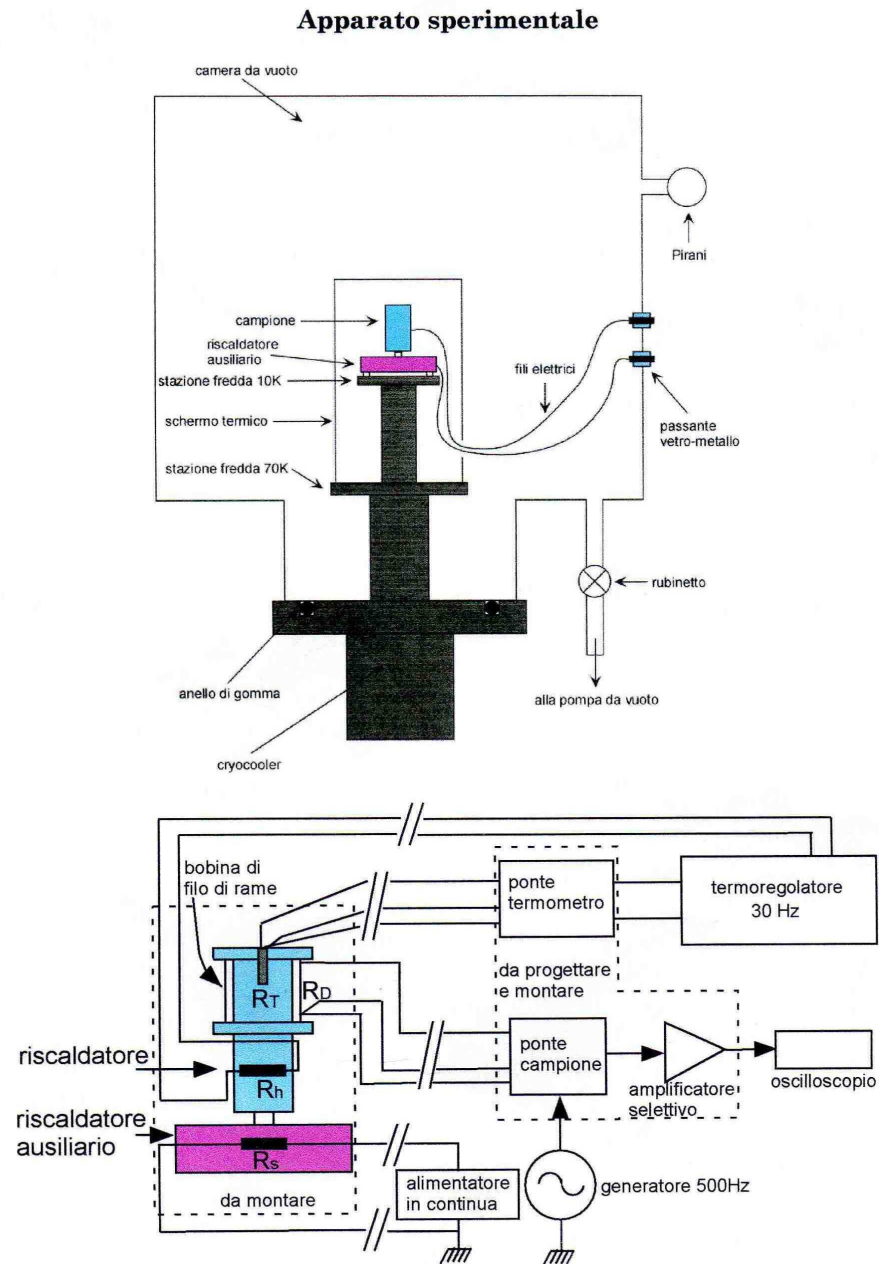 Apparato sperimentale
camera da vuoto
Pirani
campione
riscaldatore
ausiliario
stazione fredda 10K
fili elettrici
schermo termico
passante
vetro-metallo
stazione fredda 70K
rubinetto
anello di gomma
alla pompa da vuoto
cryocooler
bobina di
filo di rame
ponte
termometro
termoregolatore
30 Hz
da progettare
e montare
RT
RD
riscaldatore
Rh
ponte
campione
amplificatore
selettivo
oscilloscopio
riscaldatore
ausiliario
Rs
da montare
alimentatore
in continua
generatore 500Hz